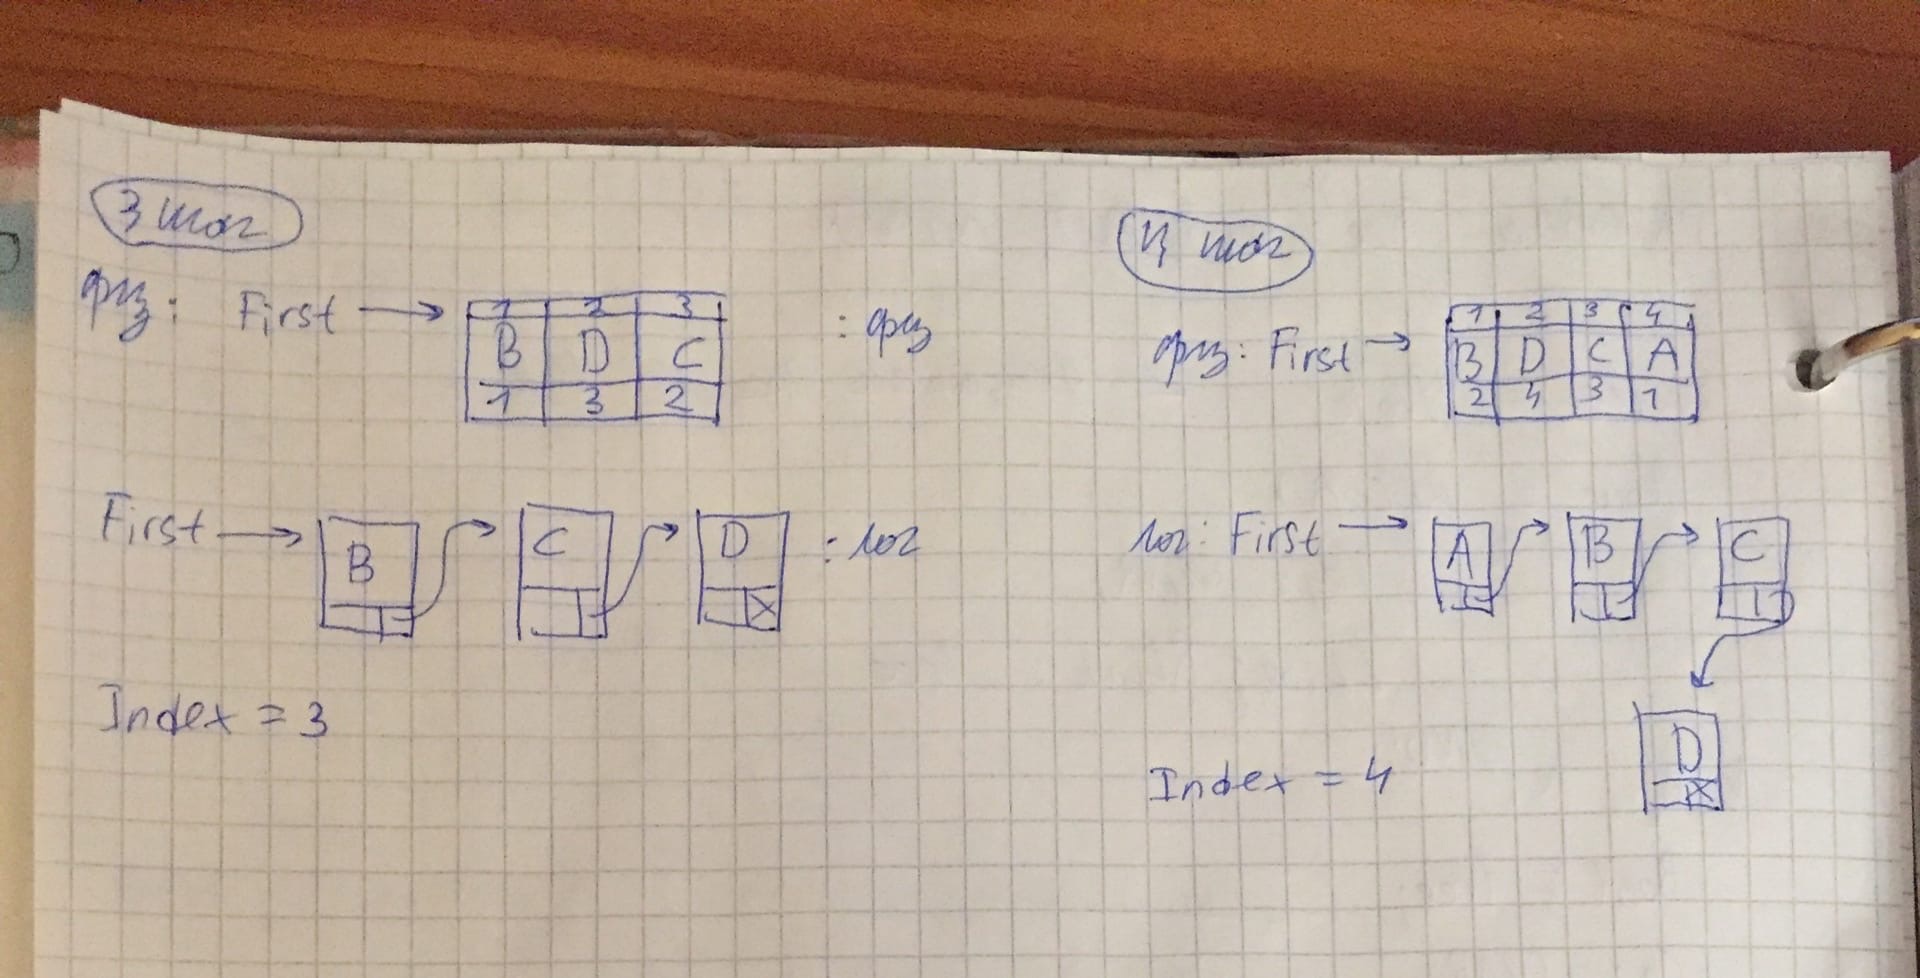 3 шаг
физ: First →
1 2 3
B D C
1 3 2
: физ
First → B C D : лог
Index = 3
4 шаг
физ: First →
1 2 3 4
B D C A
2 4 3 1
лог: First → A B C
D
Index = 4